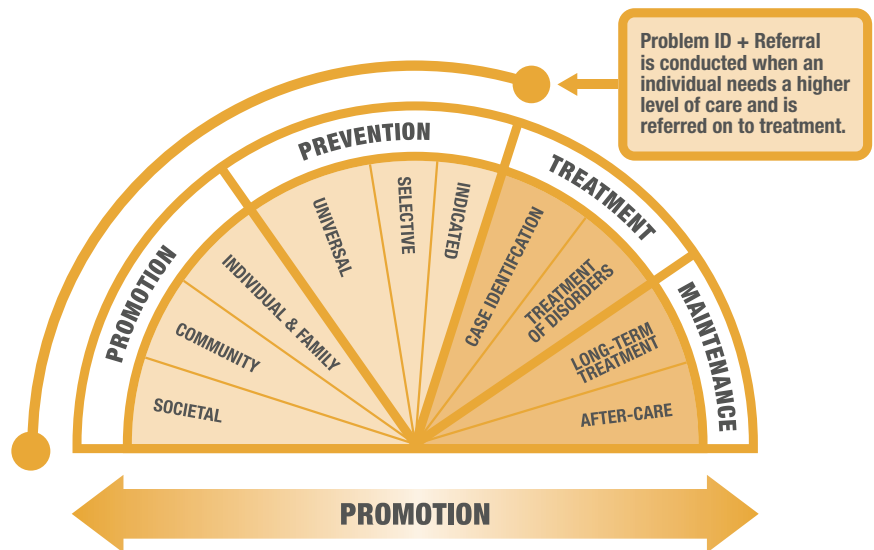 Problem ID + Referral
is conducted when an
individual needs a higher
level of care and is
referred on to treatment.
PROMOTION
PREVENTION
TREATMENT
MAINTENANCE
SOCIETAL
COMMUNITY
INDIVIDUAL & FAMILY
UNIVERSAL
SELECTIVE
INDICATED
CASE IDENTIFCATION
TREATMENT
OF DISORDERS
LONG-TERM
TREATMENT
AFTER-CARE
PROMOTION